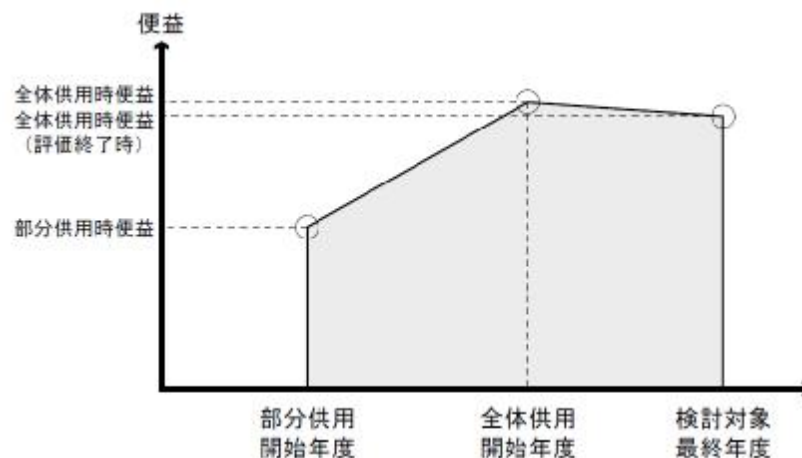 便益
全体供用時便益
全体供用時便益
（評価終了時）
部分供用時便益
部分供用
開始年度
全体供用
開始年度
検討対象
最終年度